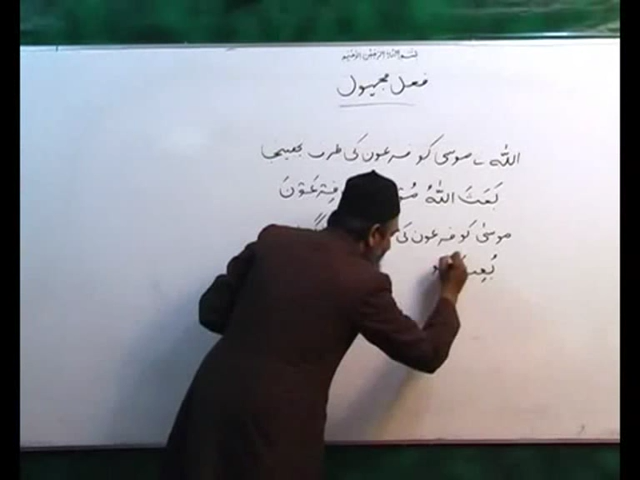 بسم اللہ الرحمٰن الرحیم
فعل مجہول
اللہ نے موسی کو فرعون کی طرف بھیجا
بَعَثَ اللّٰهُ فِرْعَوْنَ
موسیٰ کو فرعون کی
بُعِثَ